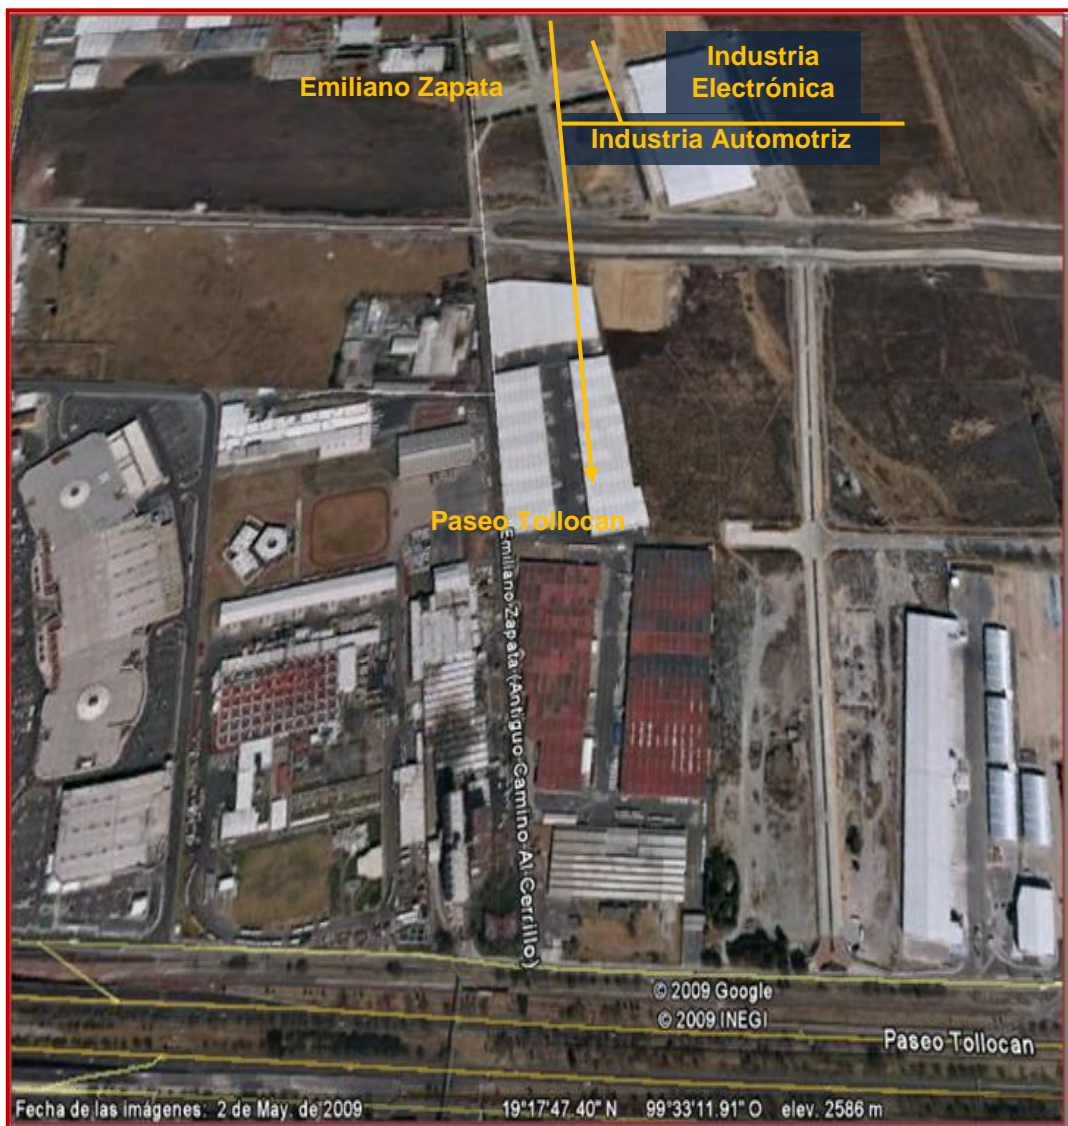 Industria
Electrónica
Emiliano Zapata
Industria Automotriz
Paseo Tollocan
Emiliano Zapata (Antiguo Camino Al Cerrillo)
© 2009 Google
© 2009 INEGI
Paseo Tollocan
Fecha de las imágenes: 2 de May. de 2009 19°17'47.40" N 99°33'11.91" O elev. 2586 m